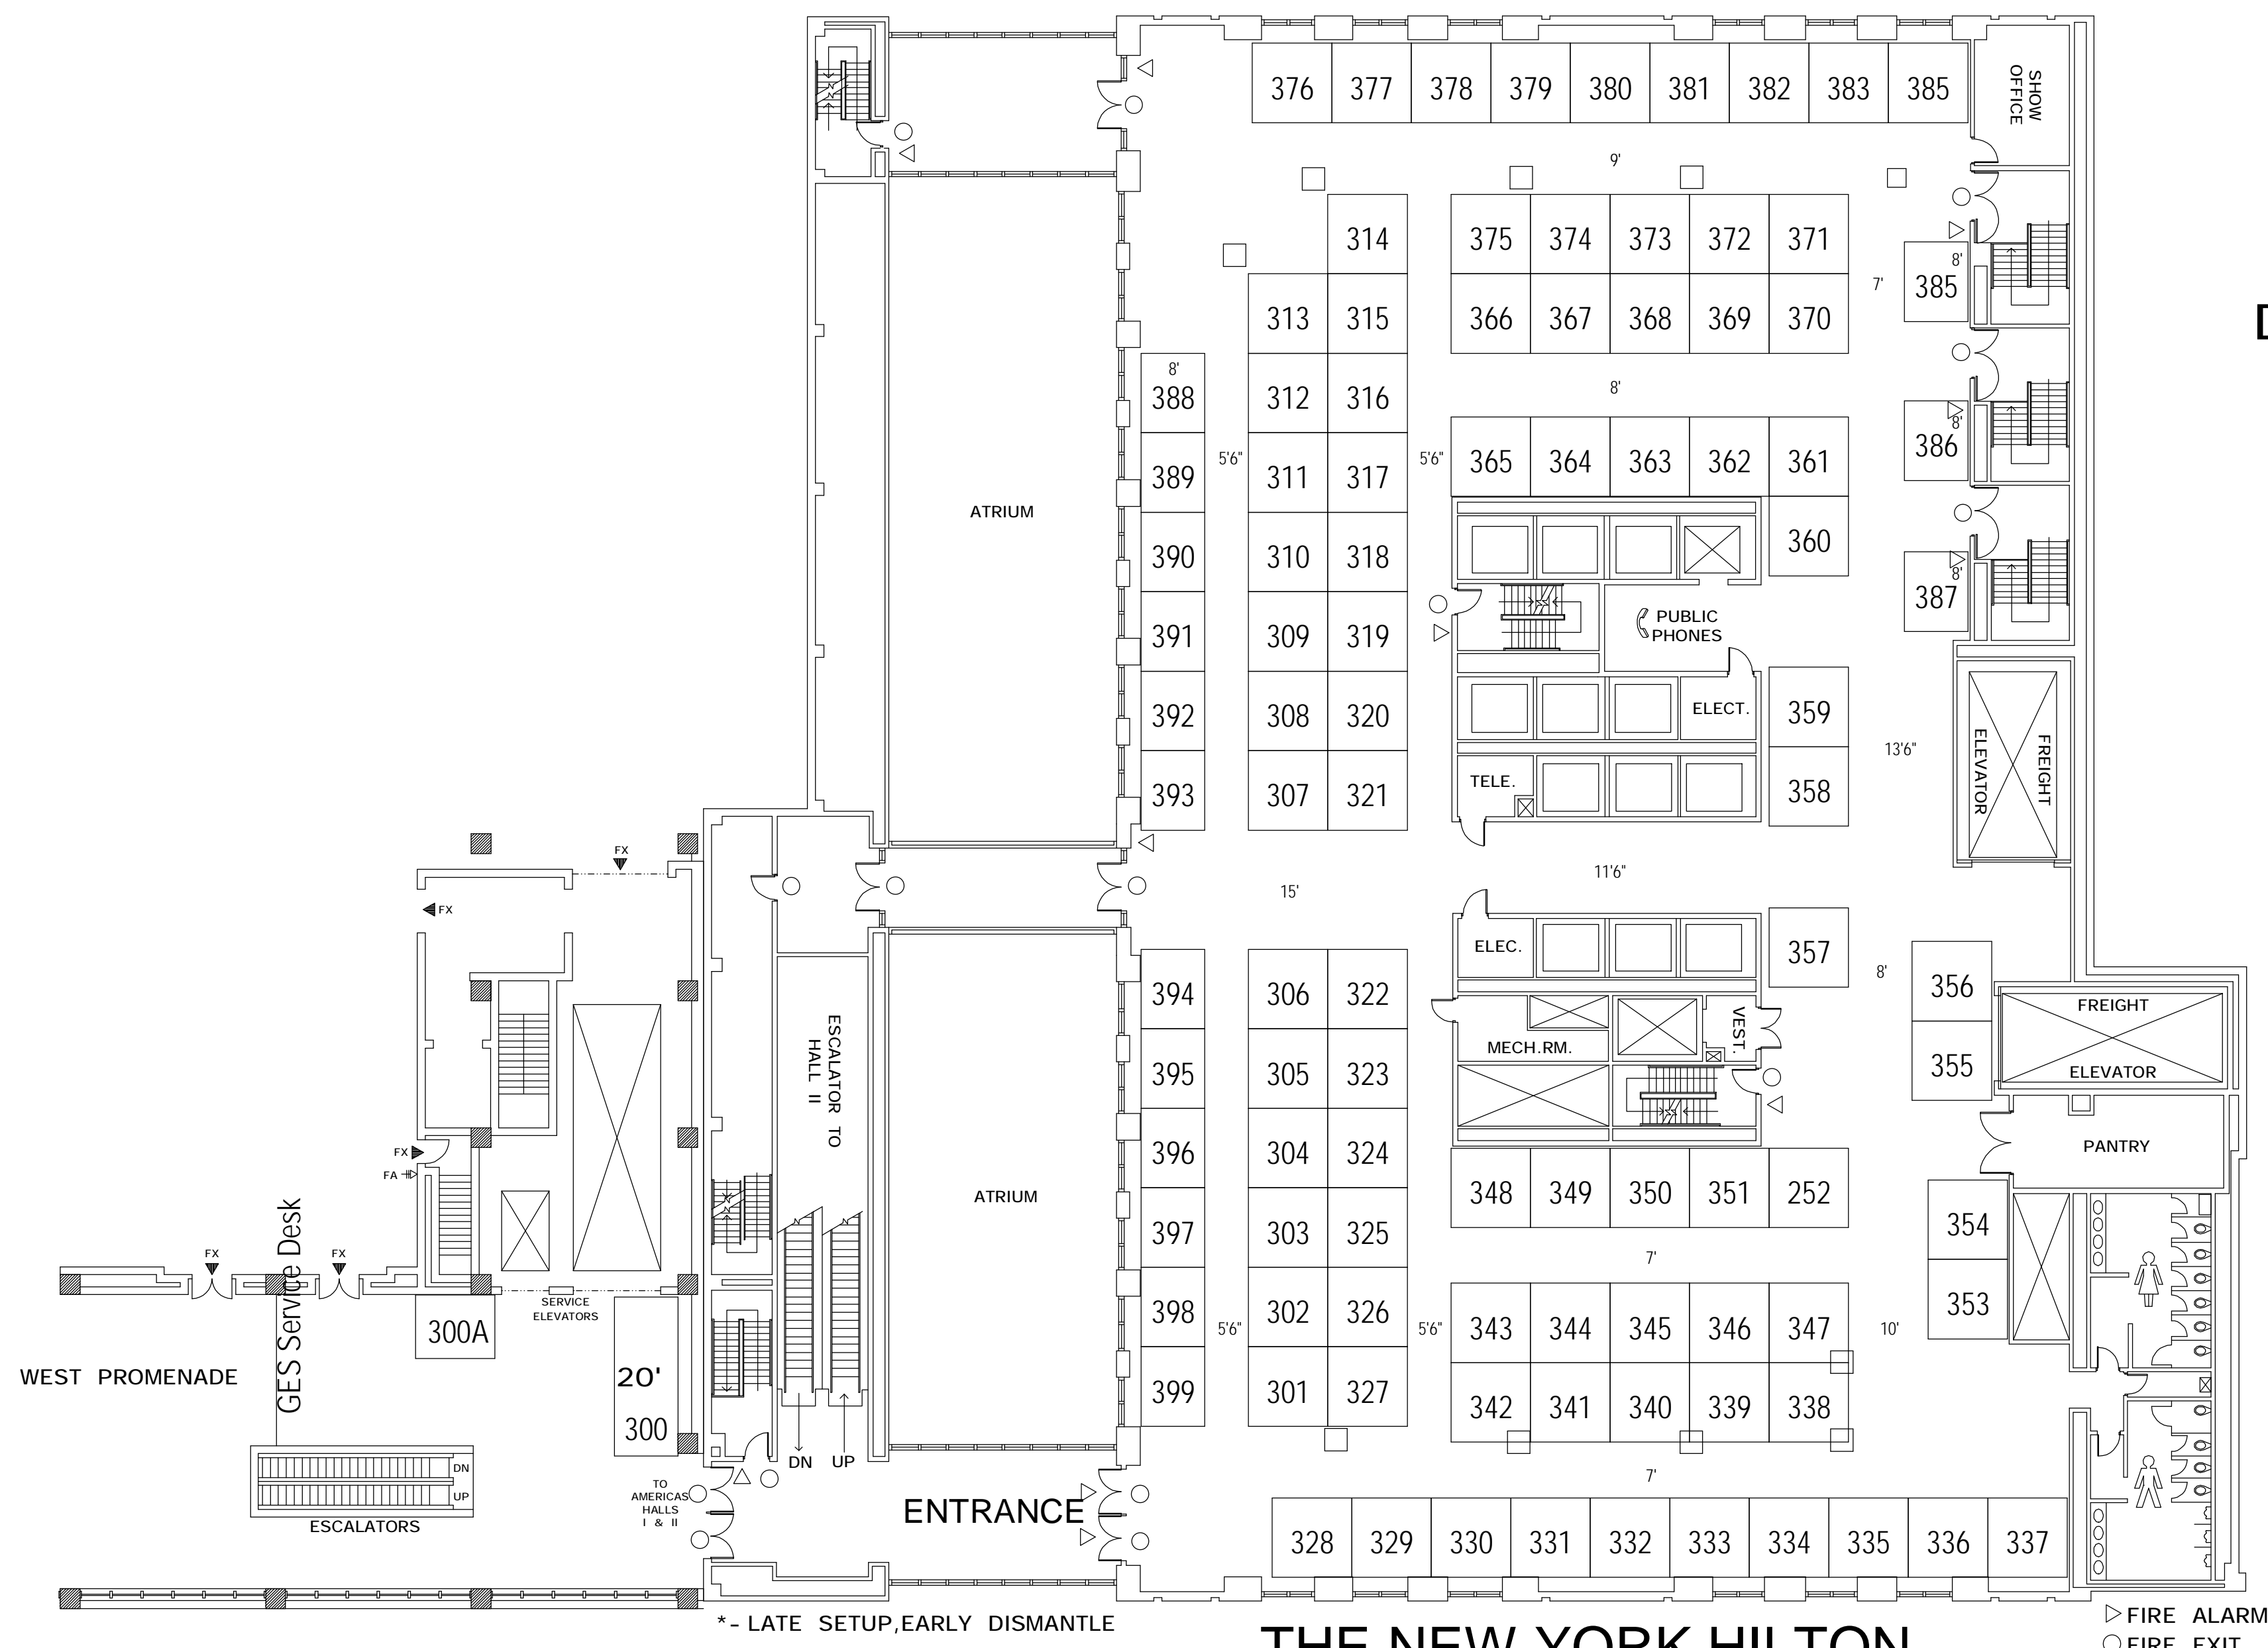 376 377 378 379 380 381 382 383 385
SHOW
OFFICE
9'
314 375 374 373 372 371
8'
385
7'
313 315 366 367 368 369 370
8'
388 312 316
8'
8'
386
389 5'6" 311 317 5'6" 365 364 363 362 361
ATRIUM
390 310 318 360
8'
387
391 309 319
PUBLIC
PHONES
392 308 320 ELECT. 359
13'6"
FREIGHT
ELEVATOR
393 307 321 TELE. 358
FX
FX
15'
11'6"
ELEC. 357
8'
394 306 322 356
FREIGHT
ELEVATOR
ESCALATOR TO
HALL II
MECH.RM.
VEST.
395 305 323 355
PANTRY
FX
FA
396 304 324
348 349 350 351 252
ATRIUM
354
397 303 325
7'
FX
FX
GES Service Desk
SERVICE
ELEVATORS
353
300A
398 5'6" 302 326 5'6" 343 344 345 346 347 10'
WEST PROMENADE
20'
300
399 301 327 342 341 340 339 338
DN UP
DN
UP
ESCALATORS
TO
AMERICAS
HALLS
I & II
7'
ENTRANCE
328 329 330 331 332 333 334 335 336 337
*- LATE SETUP,EARLY DISMANTLE
THE NEW YORK HILTON
FIRE ALARM
FIRE EXIT